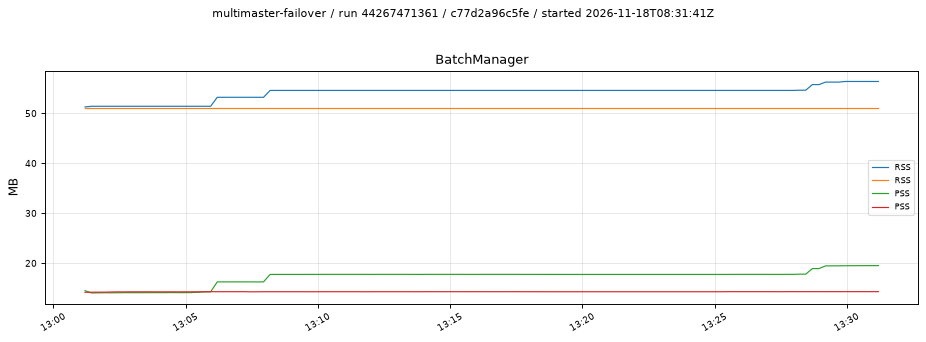 multimaster-failover / run 44267471361 / c77d2a96c5fe / started 2026-11-18T08:31:41Z
BatchManager
MB
50
40
30
20
RSS
RSS
PSS
PSS
13:00
13:05
13:10
13:15
13:20
13:25
13:30